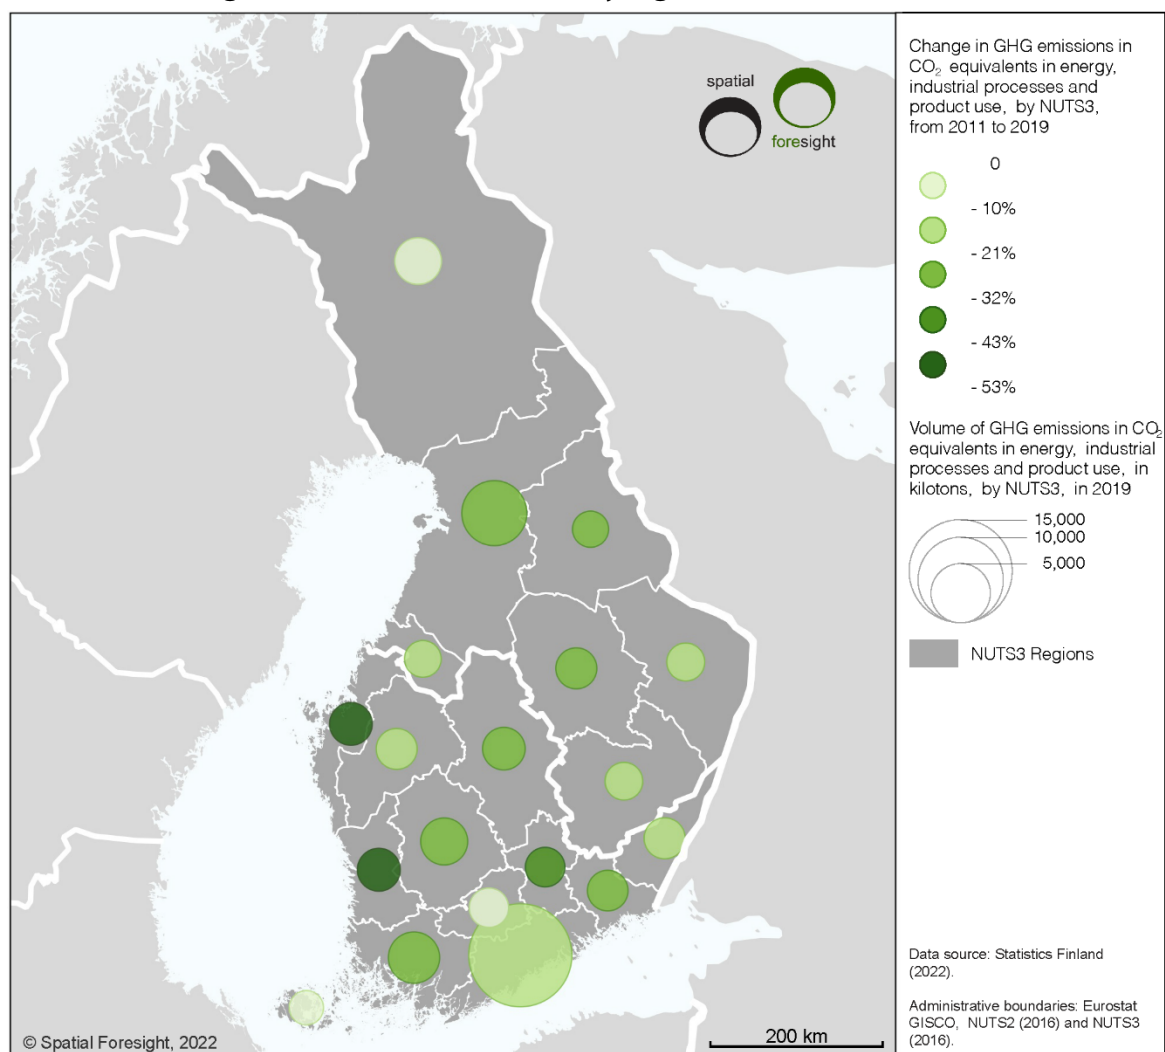 spatial
foresight
© Spatial Foresight, 2022
200 km
Change in GHG emissions in
CO₂ equivalents in energy,
industrial processes and
product use, by NUTS3,
from 2011 to 2019
0
- 10%
- 21%
- 32%
- 43%
- 53%
Volume of GHG emissions in CO₂
equivalents in energy, industrial
processes and product use, in
kilotons, by NUTS3, in 2019
15,000
10,000
5,000
NUTS3 Regions
Data source: Statistics Finland
(2022).
Administrative boundaries: Eurostat
GISCO, NUTS2 (2016) and NUTS3
(2016).